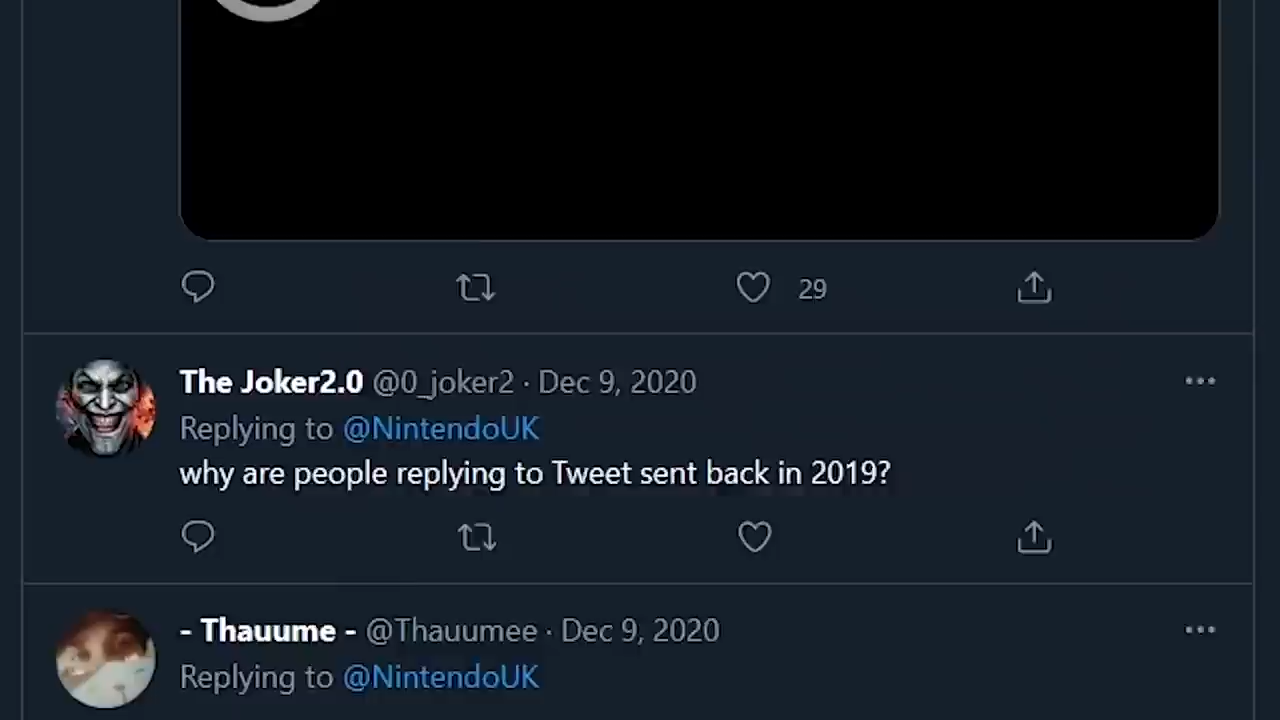 29
The Joker2.0 @0_joker2 · Dec 9, 2020
Replying to @NintendoUK
why are people replying to Tweet sent back in 2019?
- Thauume - @Thauumee · Dec 9, 2020
Replying to @NintendoUK